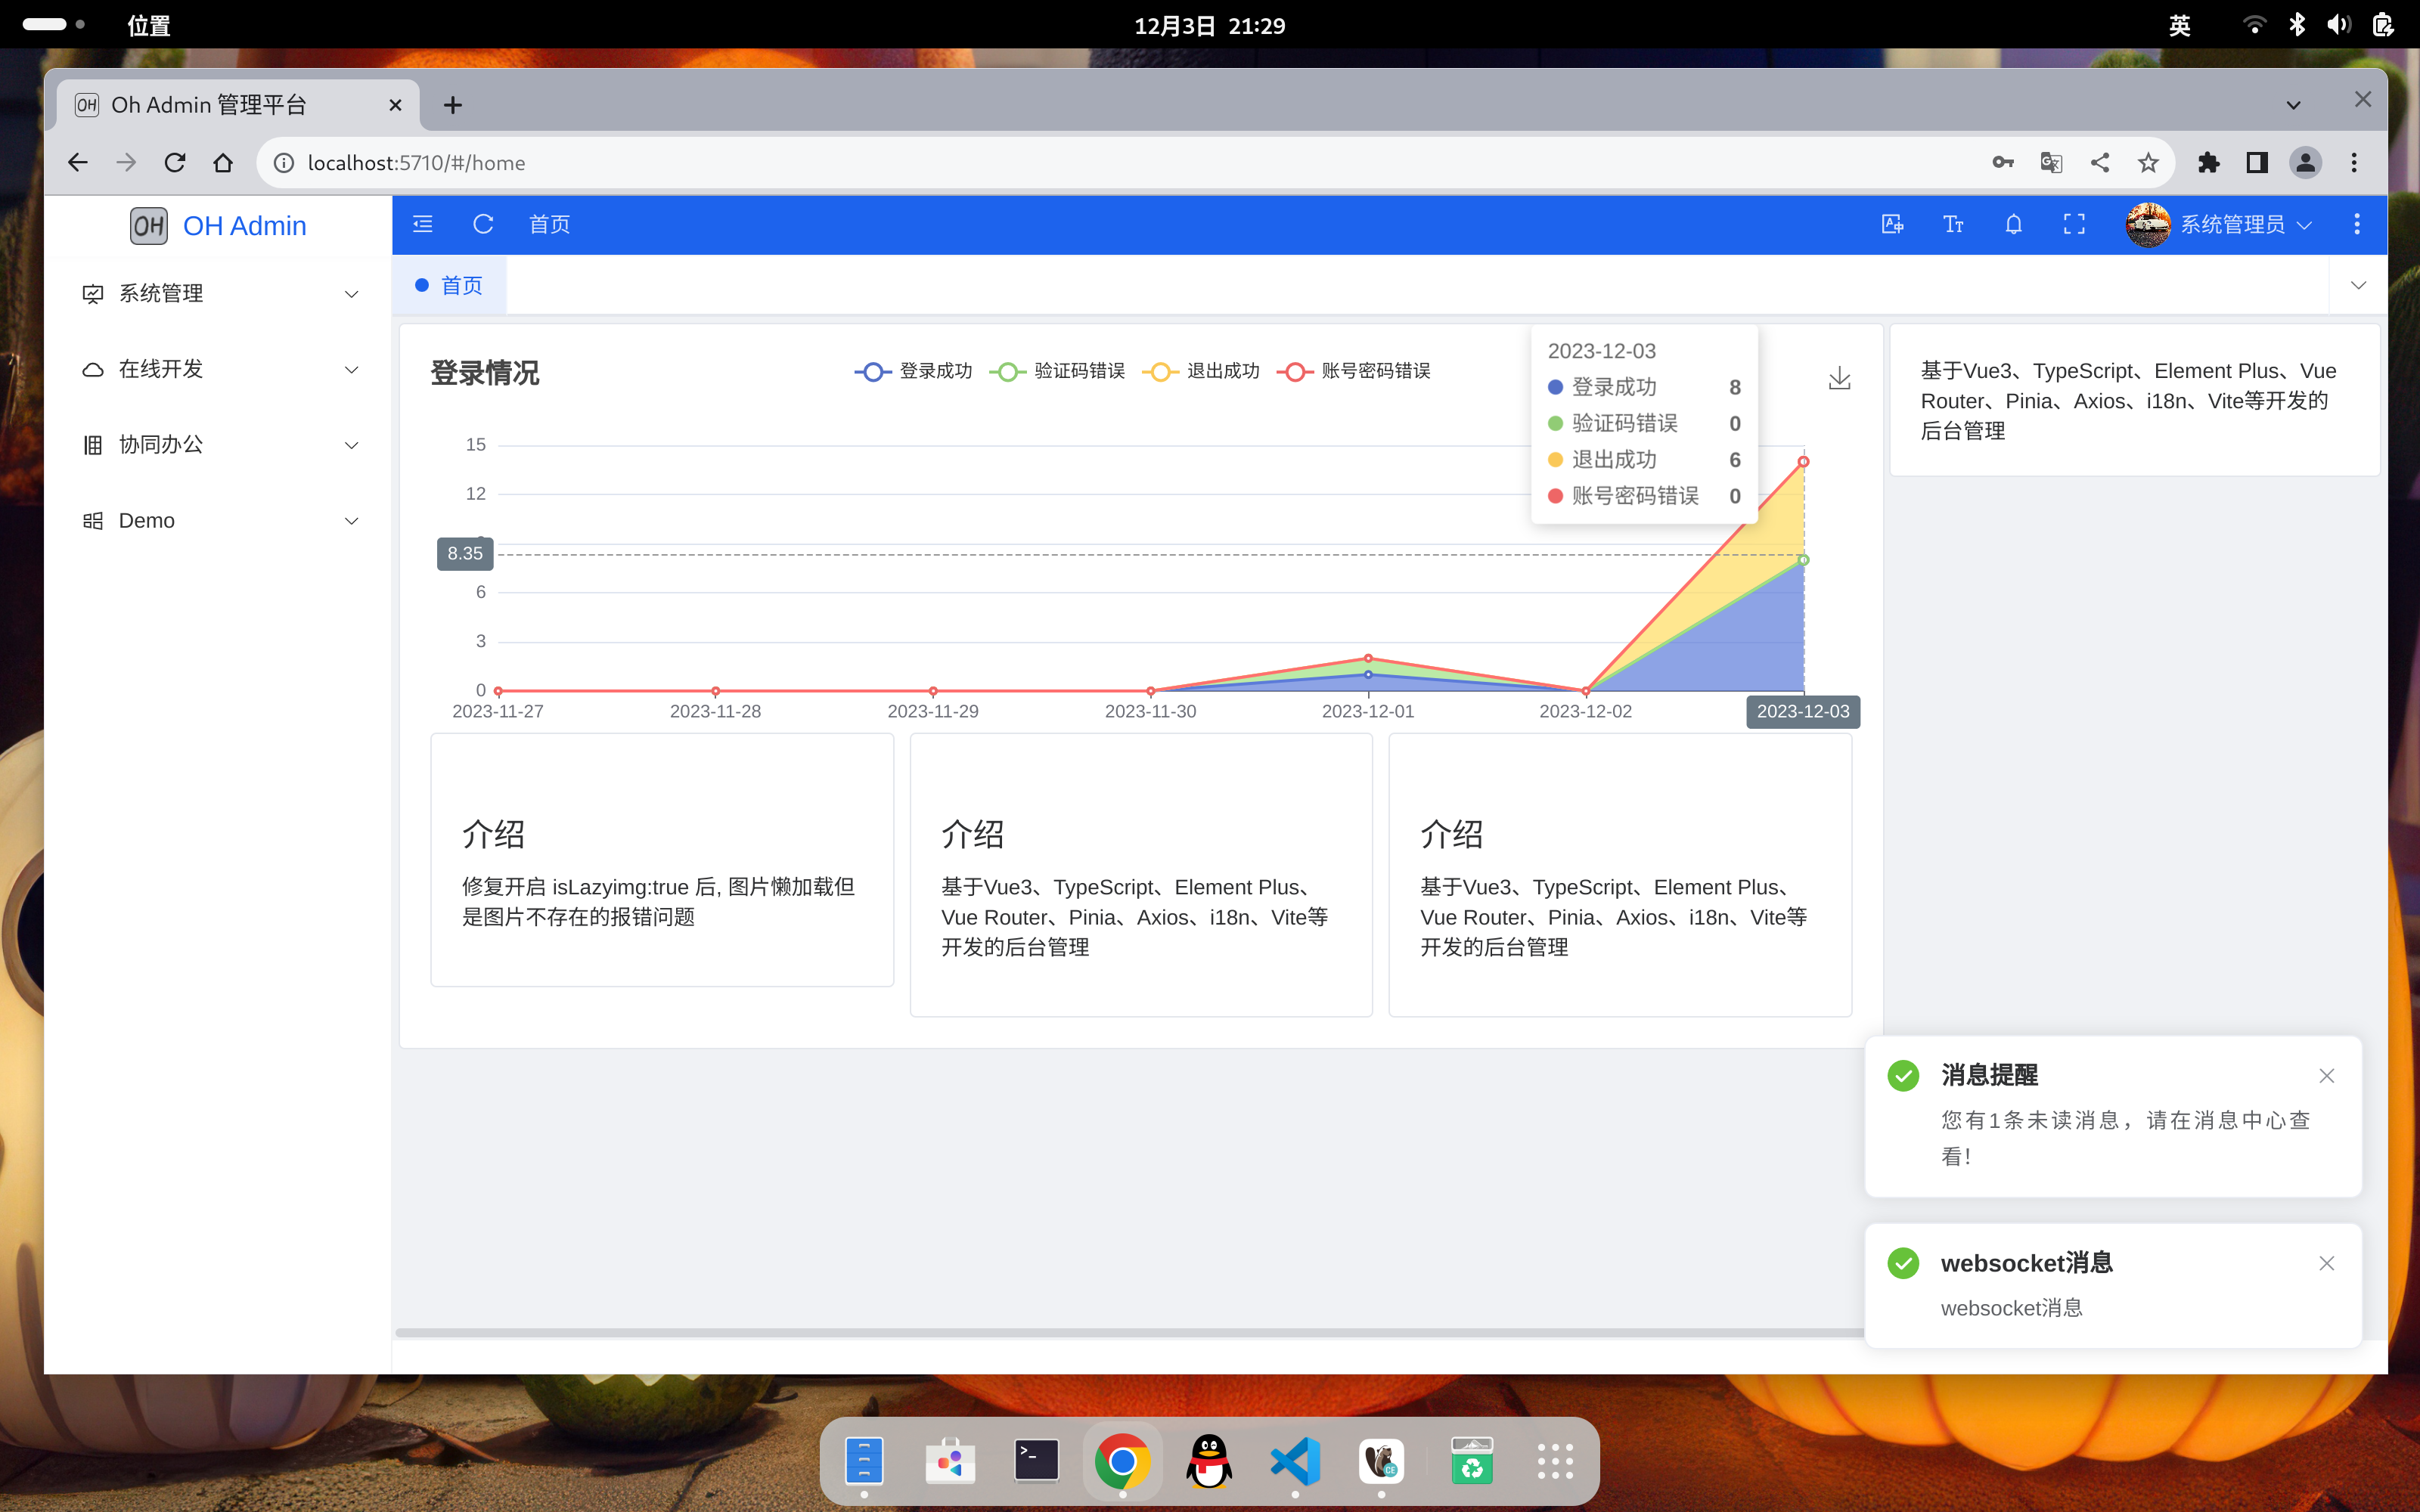 位置
12月3日 21:29
英
Oh Admin 管理平台
localhost:5710/#/home
OH
OH Admin
首页
系统管理员
系统管理
在线开发
协同办公
Demo
首页
登录情况
登录成功
验证码错误
退出成功
账号密码错误
2023-12-03
登录成功 8
验证码错误 0
退出成功 6
账号密码错误 0
15
12
8.35
6
3
0
2023-11-27
2023-11-28
2023-11-29
2023-11-30
2023-12-01
2023-12-02
2023-12-03
基于Vue3、TypeScript、Element Plus、Vue
Router、Pinia、Axios、i18n、Vite等开发的
后台管理
介绍
修复开启 isLazyimg:true 后, 图片懒加载但
是图片不存在的报错问题
介绍
基于Vue3、TypeScript、Element Plus、
Vue Router、Pinia、Axios、i18n、Vite等
开发的后台管理
介绍
基于Vue3、TypeScript、Element Plus、
Vue Router、Pinia、Axios、i18n、Vite等
开发的后台管理
消息提醒
您有1条未读消息，请在消息中心查
看!
websocket消息
websocket消息